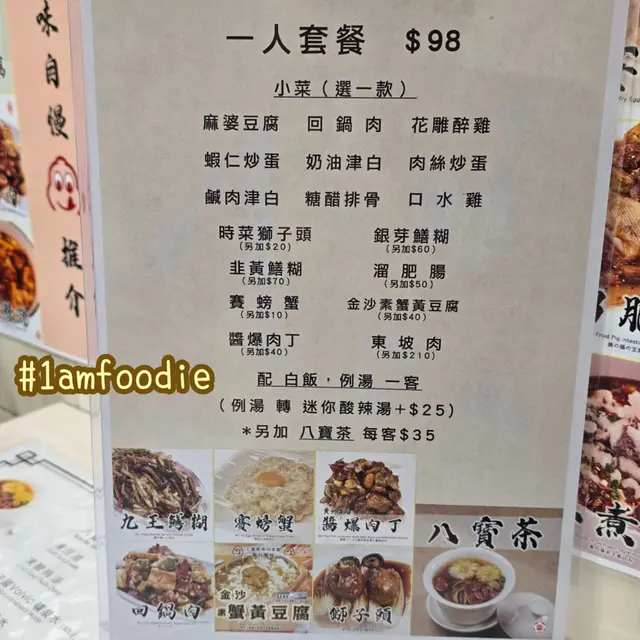 一人套餐 $98
小菜(選一款)
麻婆豆腐 回鍋肉 花雕醉雞
蝦仁炒蛋 奶油津白 肉絲炒蛋
鹹肉津白 糖醋排骨 口水雞
時菜獅子頭 銀芽鱔糊
(另加$20) (另加$60)
韭黃鱔糊 溜肥腸
(另加$70) (另加$50)
賽螃蟹 金沙素蟹黃豆腐
(另加$10) (另加$40)
醬爆肉丁 東坡肉
(另加$40) (另加$210)
配 白飯,例湯 一客
(例湯 轉 迷你酸辣湯+$25)
*另加 八寶茶 每客$35
九王鱔糊 賽螃蟹 醬爆肉丁
八寶茶
回鍋肉 金沙素蟹黃豆腐 獅子頭
味自慢
推介
#1amfoodie
肥
煮